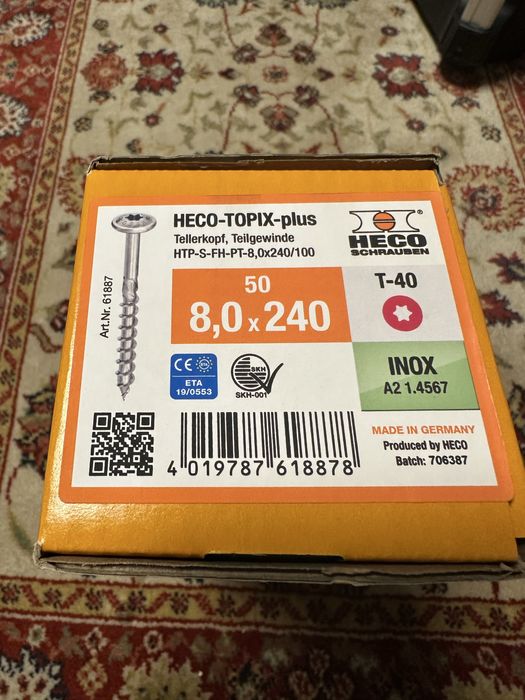 HECO-TOPIX-plus
Tellerkopf, Teilgewinde
HTP-S-FH-PT-8,0x240/100
HECO®
SCHRAUBEN
Art.Nr. 61887
50
8,0 x 240
T-40
CE
ETA
ETA
19/0553
SKH
SKH-001
INOX
A2 1.4567
4 019787 618878
MADE IN GERMANY
Produced by HECO
Batch: 706387